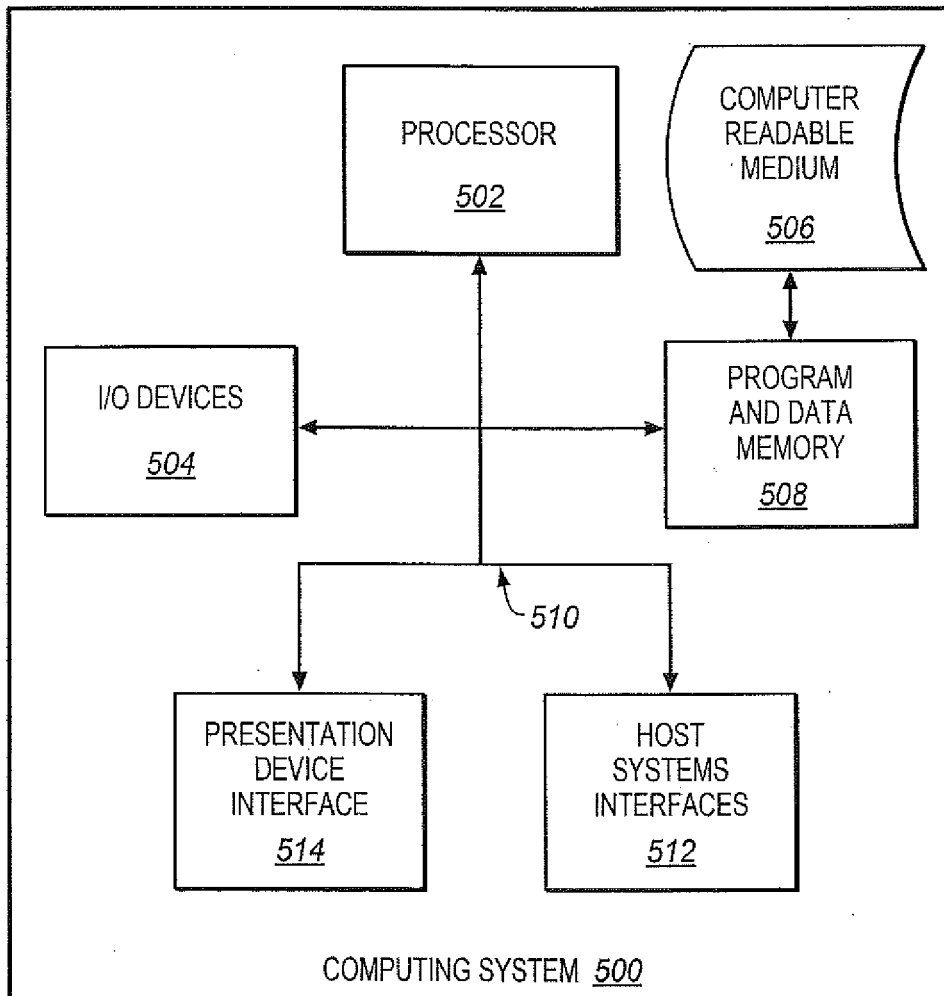 PROCESSOR
502
COMPUTER
READABLE
MEDIUM
506
I/O DEVICES
504
PROGRAM
AND DATA
MEMORY
508
510
PRESENTATION
DEVICE
INTERFACE
514
HOST
SYSTEMS
INTERFACES
512
COMPUTING SYSTEM 500